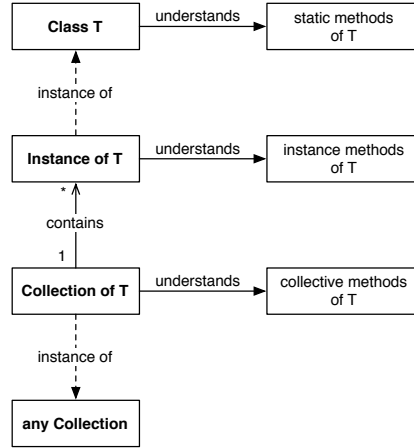 Class T
understands
static methods
of T
instance of
Instance of T
understands
instance methods
of T
*
contains
1
Collection of T
understands
collective methods
of T
instance of
any Collection